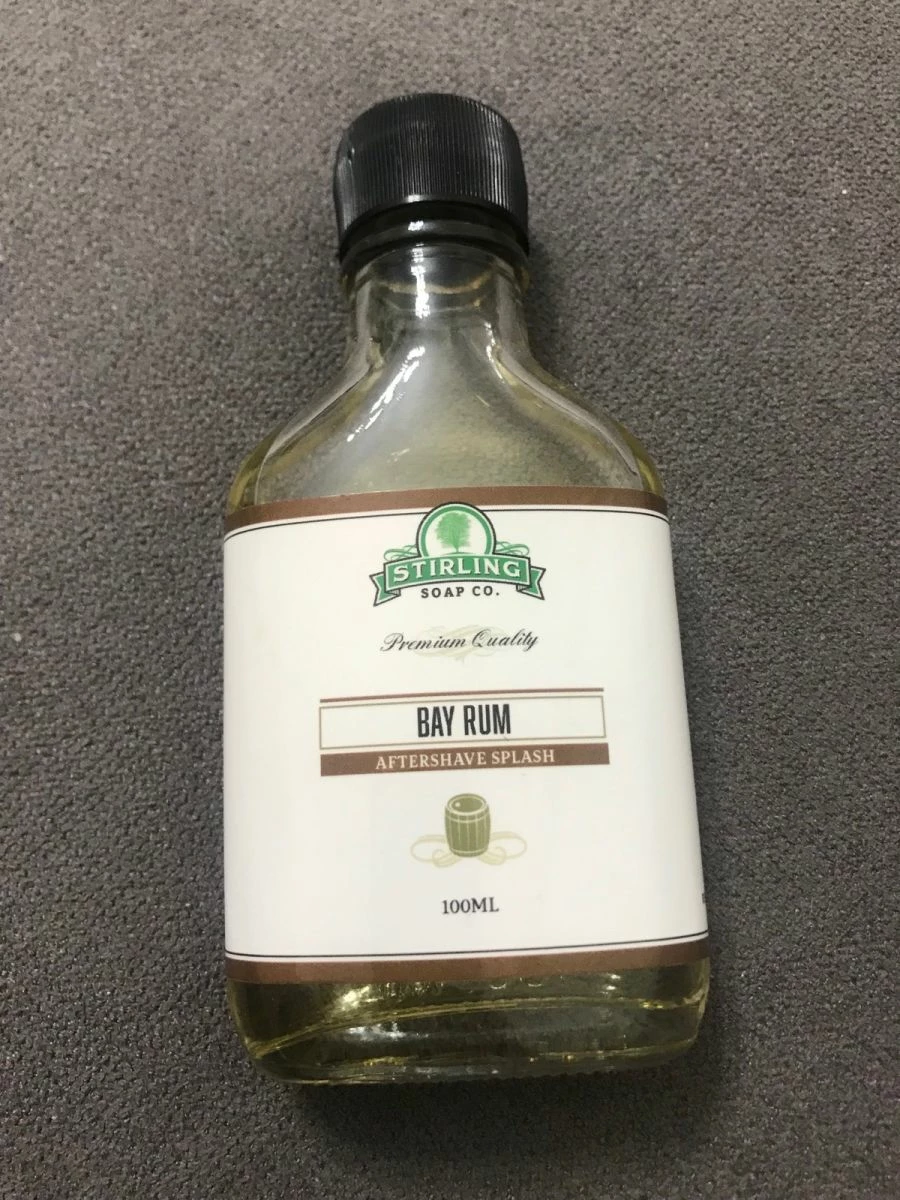 STIRLING
SOAP CO.
Premium Quality
BAY RUM
AFTERSHAVE SPLASH
100ML